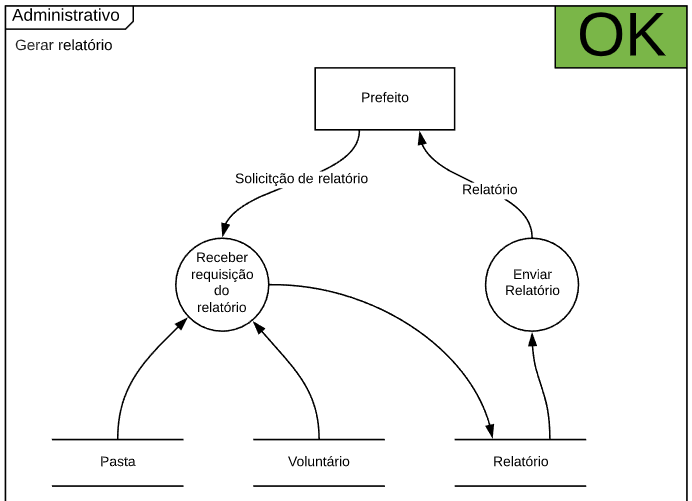 Administrativo
OK
Gerar relatório
Prefeito
Solicitção de relatório
Relatório
Receber
requisição
do
relatório
Enviar
Relatório
Pasta
Voluntário
Relatório